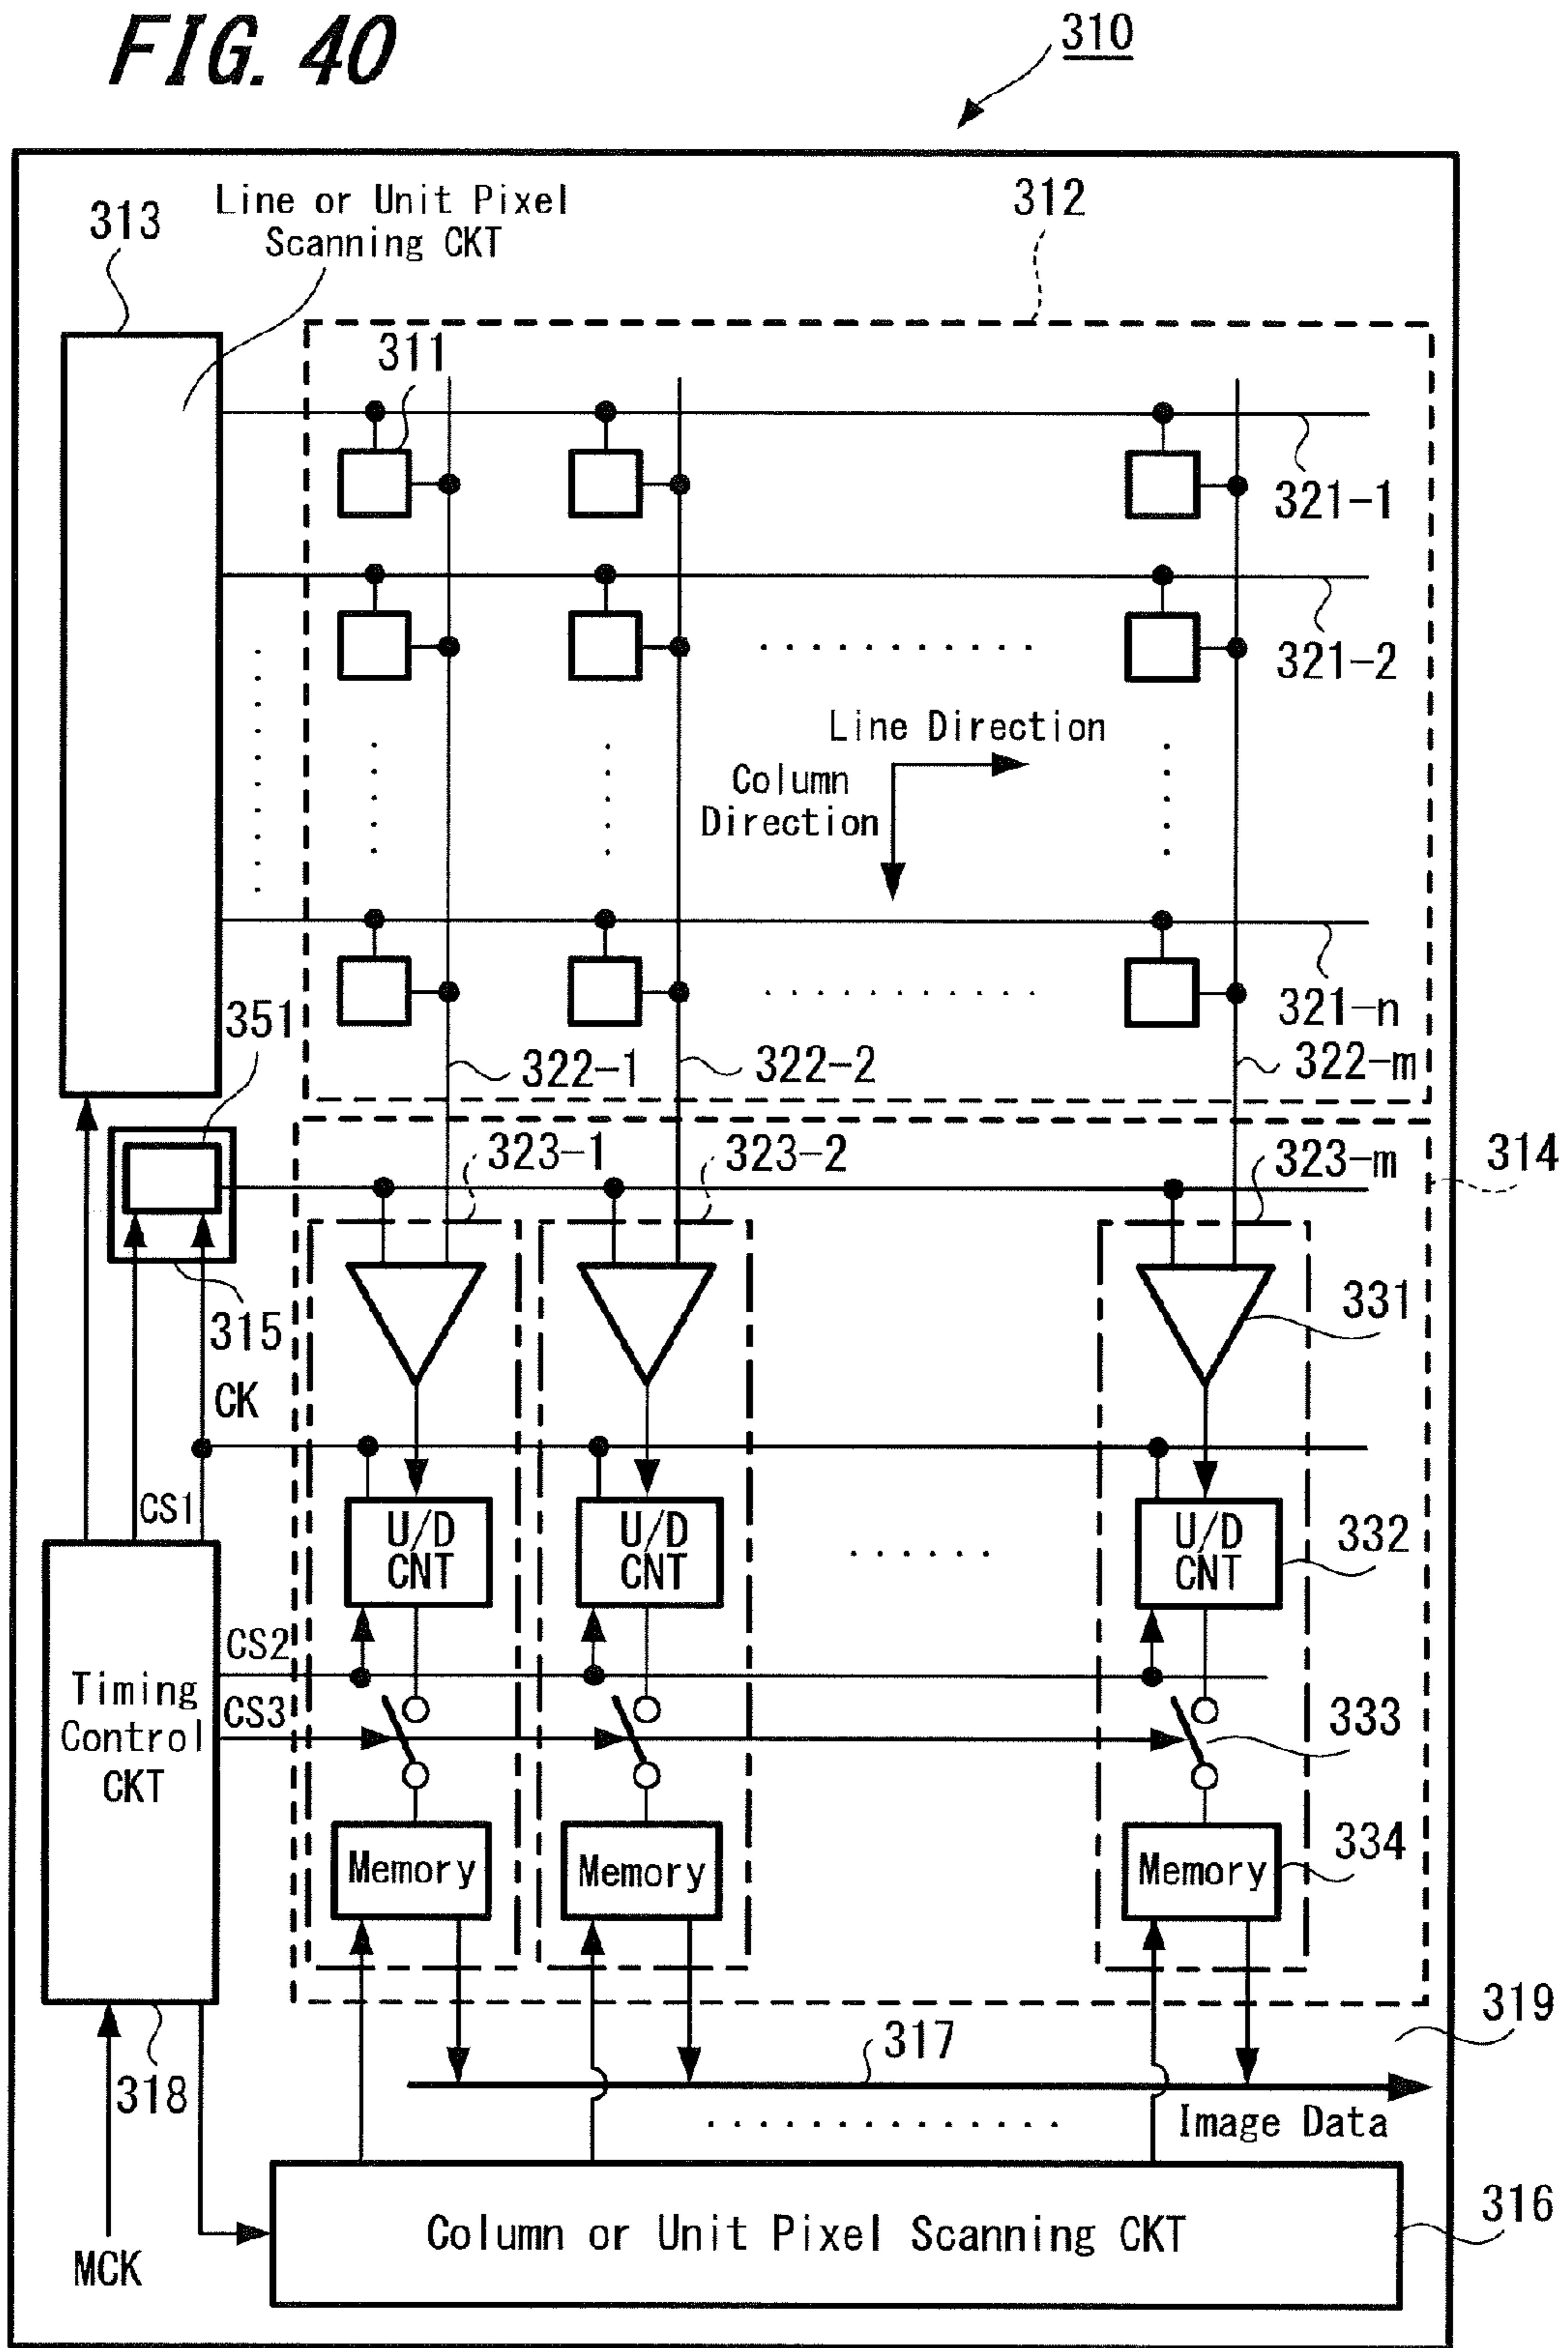 FIG. 40
310
Line or Unit Pixel
Scanning CKT
313
312
311
321-1
321-2
Line Direction
Column
Direction
321-n
351
322-1
322-2
322-m
323-1
323-2
323-m
314
315
331
CK
CS1
U/D
CNT
U/D
CNT
U/D
CNT
332
CS2
CS3
Timing
Control
CKT
333
Memory
Memory
Memory
334
319
317
318
Image Data
316
Column or Unit Pixel Scanning CKT
MCK